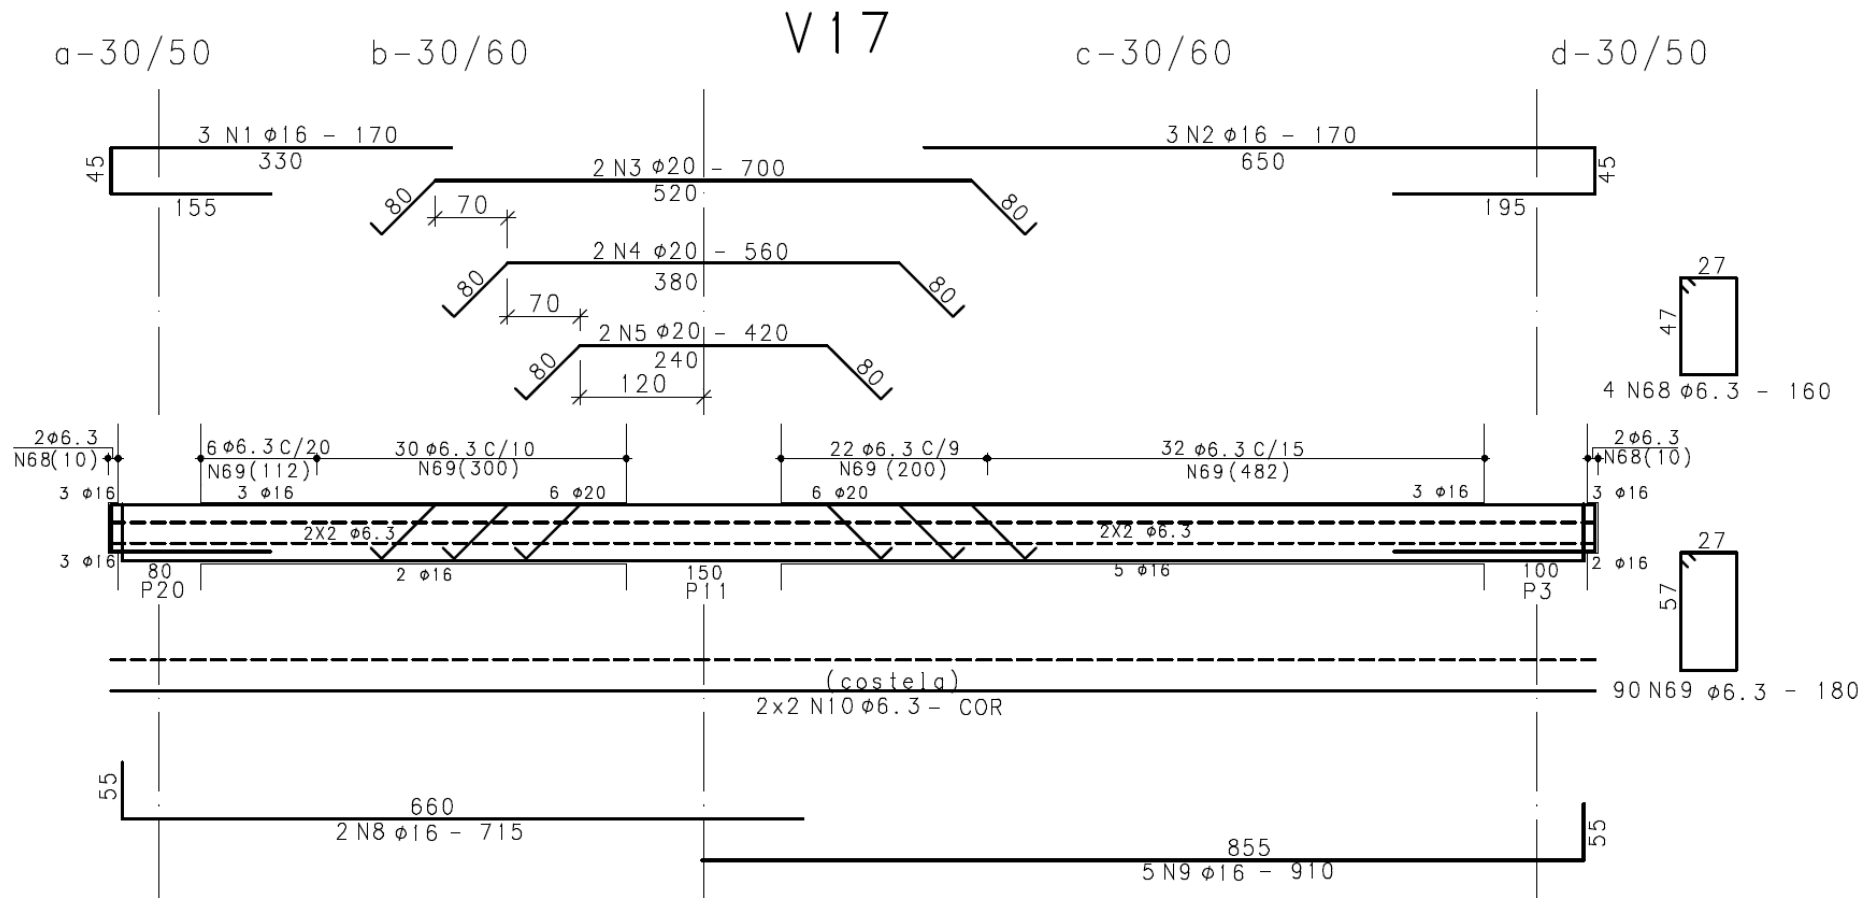 V17
a-30/50
b-30/60
c-30/60
d-30/50
3 N1 φ16 - 170
330
45
155
3 N2 φ16 - 170
650
45
195
2 N3 φ20 - 700
520
80
80
70
2 N4 φ20 - 560
380
80
80
70
2 N5 φ20 - 420
240
80
80
120
27
47
4 N68 φ6.3 - 160
2φ6.3
N68(10)
6 φ6.3 C/20
N69(112)
30 φ6.3 C/10
N69(300)
22 φ6.3 C/9
N69(200)
32 φ6.3 C/15
N69(482)
2φ6.3
N68(10)
3 φ16
3 φ16
6 φ20
6 φ20
3 φ16
3 φ16
2X2 φ6.3
2X2 φ6.3
3 φ16
80
P20
2 φ16
150
P11
5 φ16
100
P3
2 φ16
27
57
90 N69 φ6.3 - 180
(costela)
2x2 N10 φ6.3 - COR
55
660
2 N8 φ16 - 715
855
5 N9 φ16 - 910
55